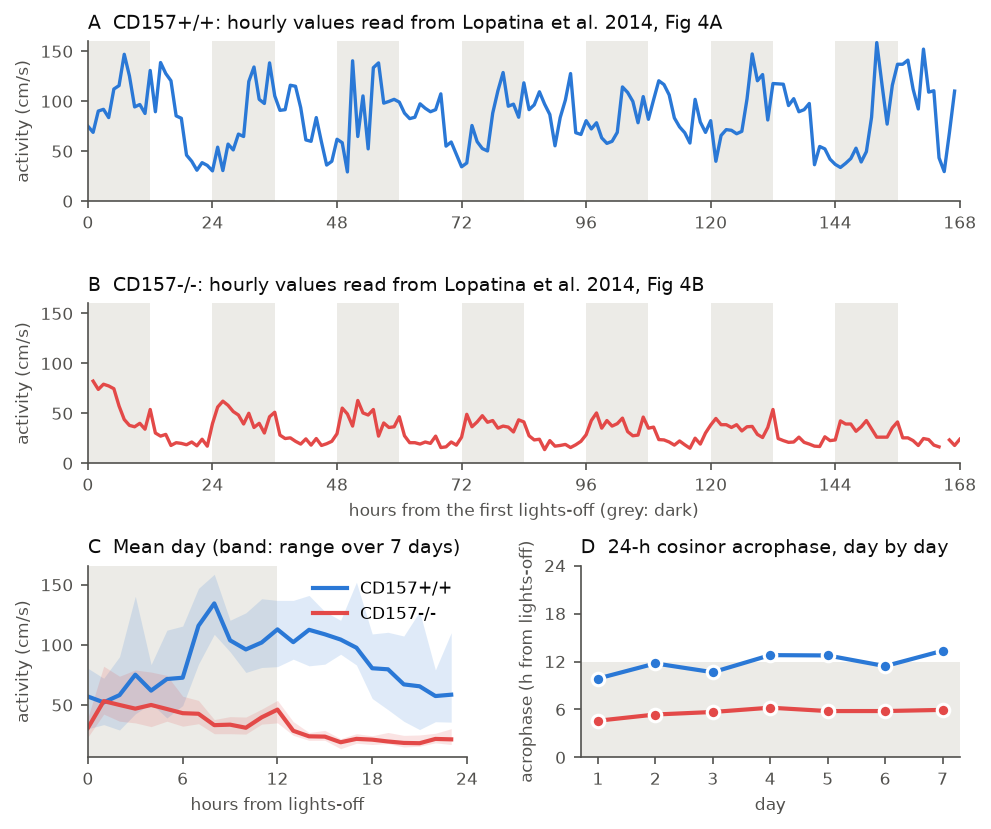 A  CD157+/+: hourly values read from Lopatina et al. 2014, Fig 4A
activity (cm/s)
150
100
50
0
0 24 48 72 96 120 144 168
B  CD157-/-: hourly values read from Lopatina et al. 2014, Fig 4B
activity (cm/s)
150
100
50
0
0 24 48 72 96 120 144 168
hours from the first lights-off (grey: dark)
C  Mean day (band: range over 7 days)
activity (cm/s)
150
100
50
CD157+/+
CD157-/-
0 6 12 18 24
hours from lights-off
D  24-h cosinor acrophase, day by day
acrophase (h from lights-off)
24
18
12
6
0
1 2 3 4 5 6 7
day